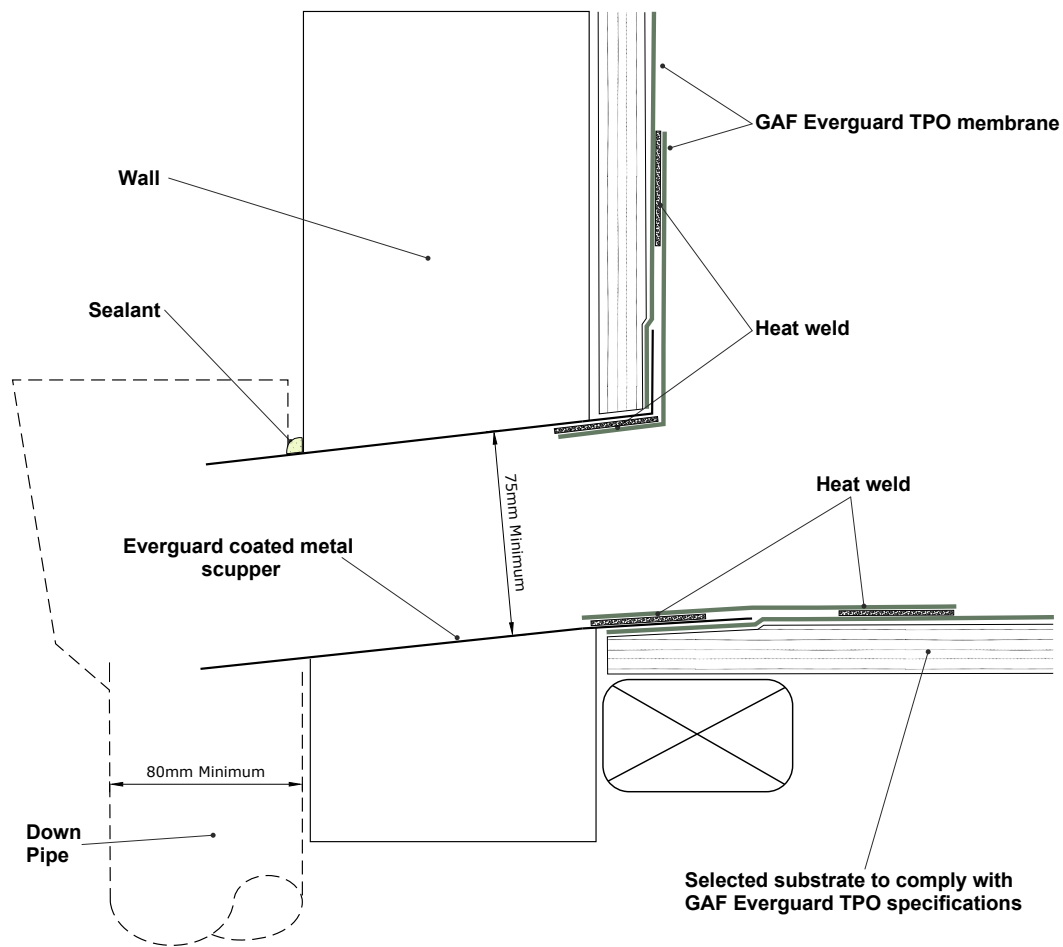 GAF Everguard TPO membrane
Wall
Sealant
Heat weld
75mm Minimum
Heat weld
Everguard coated metal
scupper
80mm Minimum
Down
Pipe
Selected substrate to comply with
GAF Everguard TPO specifications